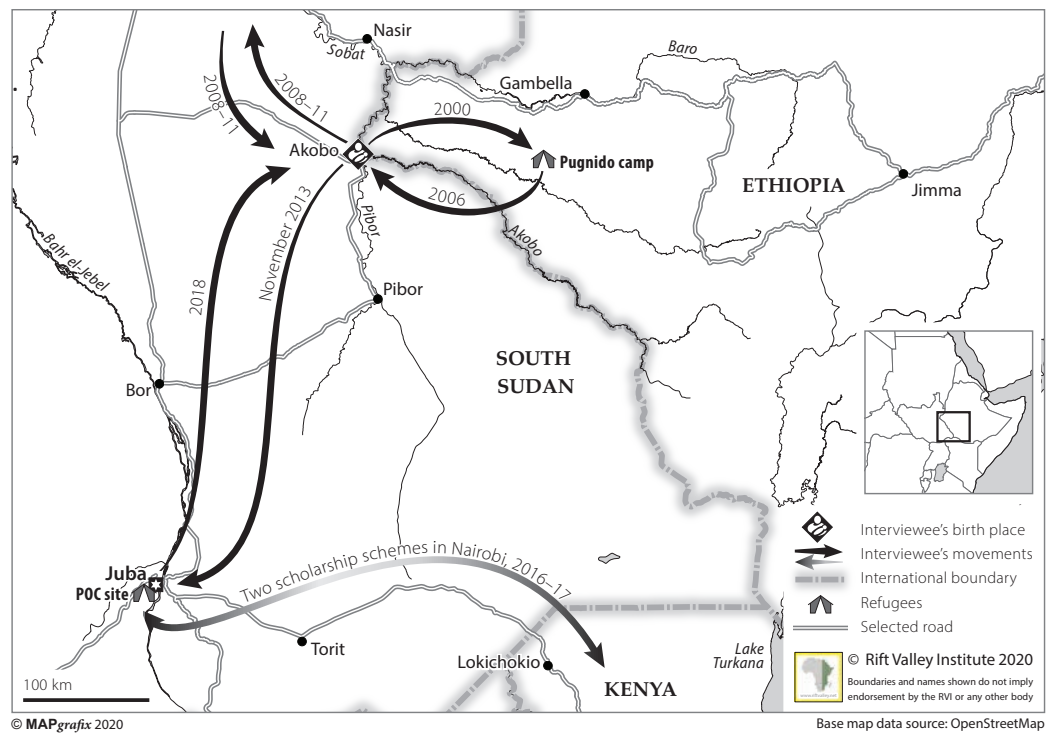 Nasir
Sobat
Baro
Gambella
2008–11
2008–11
2000
Akobo
Pugnido camp
ETHIOPIA
Jimma
2006
Pibor
Akobo
November 2013
Bahr el-Jebel
2018
Pibor
SOUTH
SUDAN
Bor
Juba
POC site
Two scholarship schemes in Nairobi, 2016–17
Torit
Lokichokio
Lake
Turkana
KENYA
100 km
Interviewee's birth place
Interviewee's movements
International boundary
Refugees
Selected road
© Rift Valley Institute 2020
Boundaries and names shown do not imply
endorsement by the RVI or any other body
www.riftvalley.net
© MAPgrafix 2020
Base map data source: OpenStreetMap